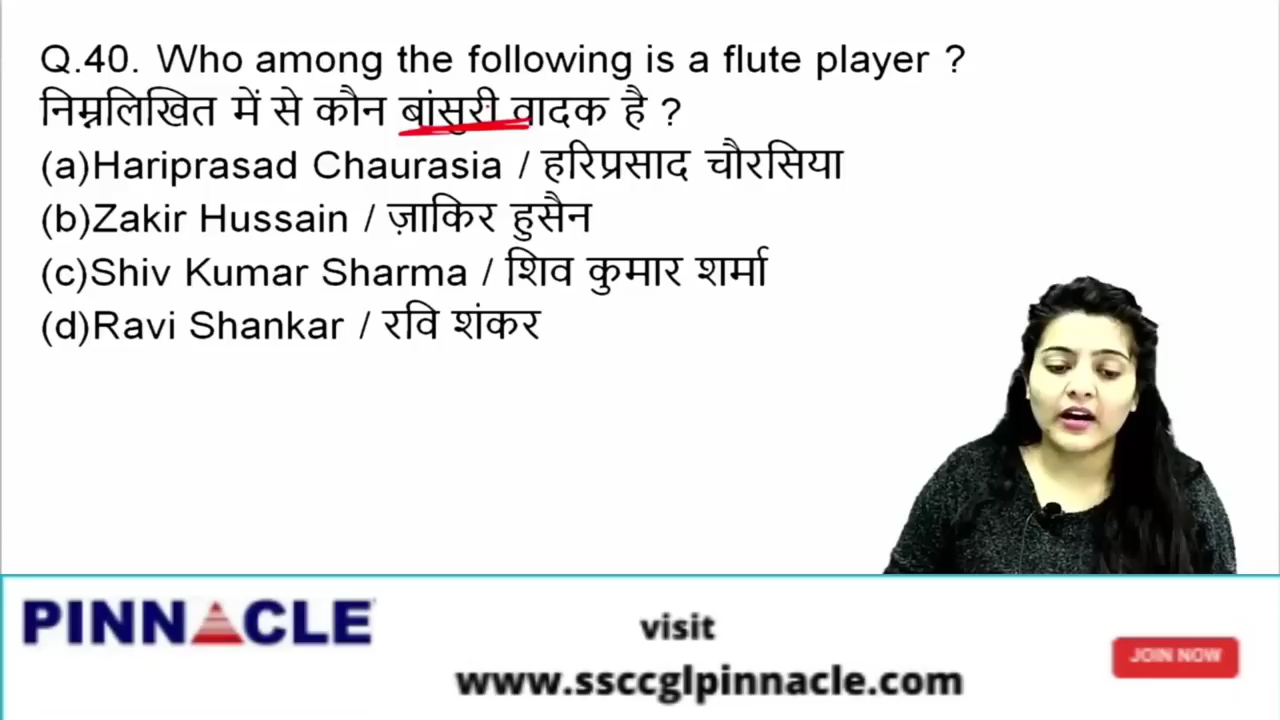 Q.40. Who among the following is a flute player ?
निम्नलिखित में से कौन बांसुरी वादक है ?
(a)Hariprasad Chaurasia / हरिप्रसाद चौरसिया
(b)Zakir Hussain / ज़ाकिर हुसैन
(c)Shiv Kumar Sharma / शिव कुमार शर्मा
(d)Ravi Shankar / रवि शंकर
PINNACLE
visit
www.ssccglpinnacle.com
JOIN NOW